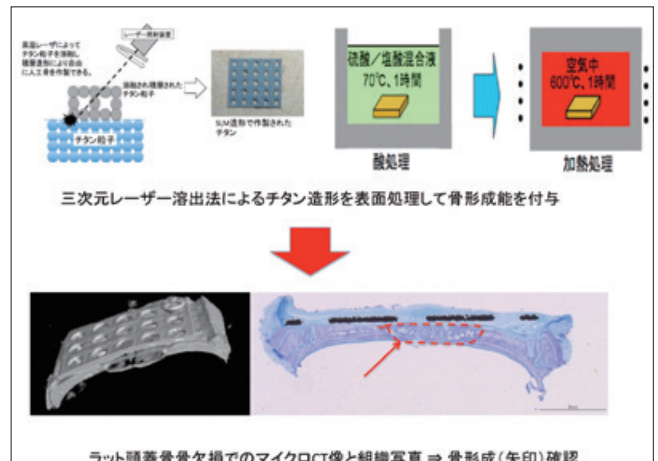 レーザー照射装置
高温レーザによって
チタン粒子を溶融し
積層造形により自由
に人工骨を作製できる。
溶融され積層された
チタン粒子
チタン粒子
SLM造形で作製された
チタン
硫酸/塩酸混合液
70℃、1時間
酸処理
空気中
600℃、1時間
加熱処理
三次元レーザー溶出法によるチタン造形を表面処理して骨形成能を付与
ラット頭蓋骨骨欠損でのマイクロCT像と組織写真 ⇒ 骨形成(矢印)確認